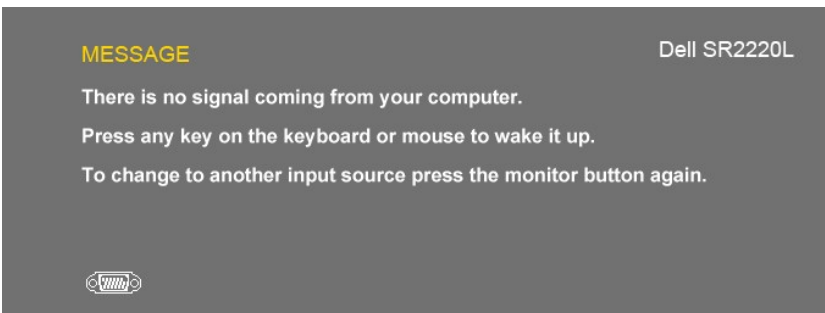 MESSAGE
Dell SR2220L
There is no signal coming from your computer.
Press any key on the keyboard or mouse to wake it up.
To change to another input source press the monitor button again.